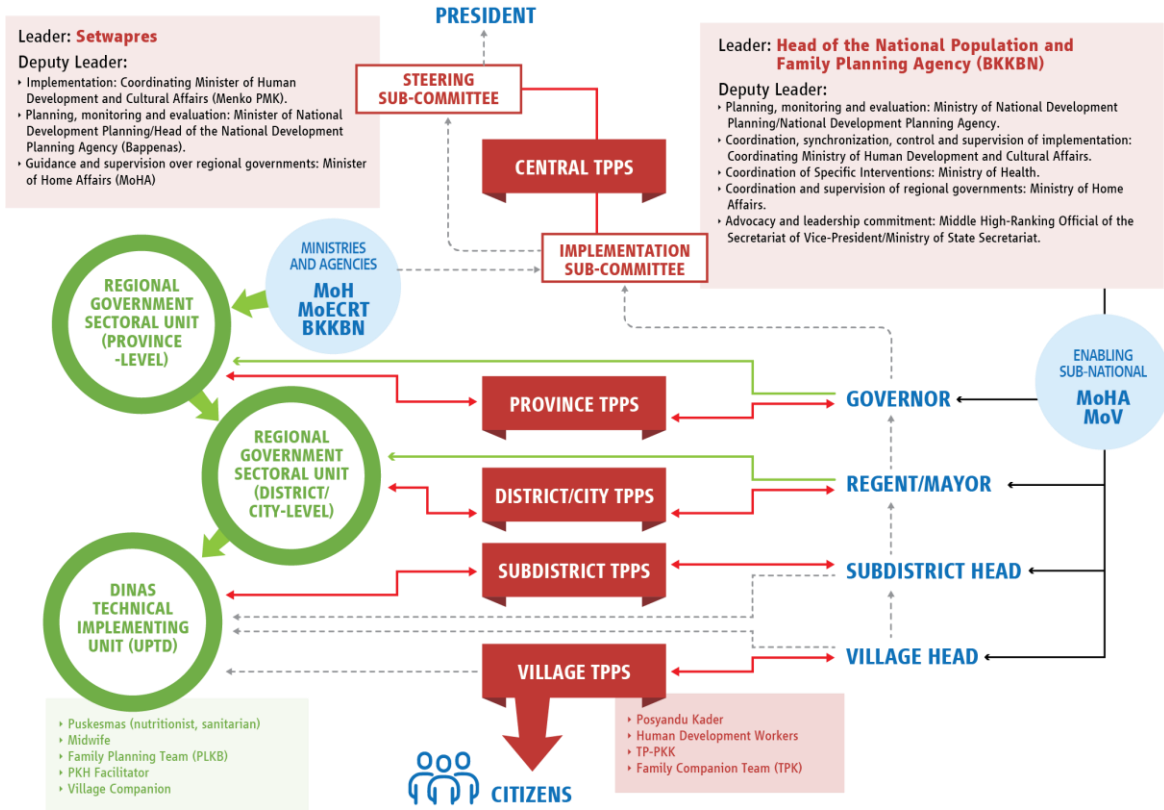 PRESIDENT
Leader: Setwapres
Deputy Leader:
‣ Implementation: Coordinating Minister of Human
Development and Cultural Affairs (Menko PMK).
‣ Planning, monitoring and evaluation: Minister of National
Development Planning/Head of the National Development
Planning Agency (Bappenas).
‣ Guidance and supervision over regional governments: Minister
of Home Affairs (MoHA)
STEERING
SUB-COMMITTEE
CENTRAL TPPS
IMPLEMENTATION
SUB-COMMITTEE
Leader: Head of the National Population and
Family Planning Agency (BKKBN)
Deputy Leader:
‣ Planning, monitoring and evaluation: Ministry of National Development
Planning/National Development Planning Agency.
‣ Coordination, synchronization, control and supervision of implementation:
Coordinating Ministry of Human Development and Cultural Affairs.
‣ Coordination of Specific Interventions: Ministry of Health.
‣ Coordination and supervision of regional governments: Ministry of Home
Affairs.
‣ Advocacy and leadership commitment: Middle High-Ranking Official of the
Secretariat of Vice-President/Ministry of State Secretariat.
MINISTRIES
AND AGENCIES
MoH
MoECRT
BKKBN
REGIONAL
GOVERNMENT
SECTORAL UNIT
(PROVINCE
-LEVEL)
ENABLING
SUB-NATIONAL
MoHA
MoV
PROVINCE TPPS
GOVERNOR
REGIONAL
GOVERNMENT
SECTORAL UNIT
(DISTRICT/
CITY-LEVEL)
DISTRICT/CITY TPPS
REGENT/MAYOR
SUBDISTRICT TPPS
SUBDISTRICT HEAD
DINAS
TECHNICAL
IMPLEMENTING
UNIT (UPTD)
VILLAGE TPPS
VILLAGE HEAD
‣ Puskesmas (nutritionist, sanitarian)
‣ Midwife
‣ Family Planning Team (PLKB)
‣ PKH Facilitator
‣ Village Companion
‣ Posyandu Kader
‣ Human Development Workers
‣ TP-PKK
‣ Family Companion Team (TPK)
CITIZENS